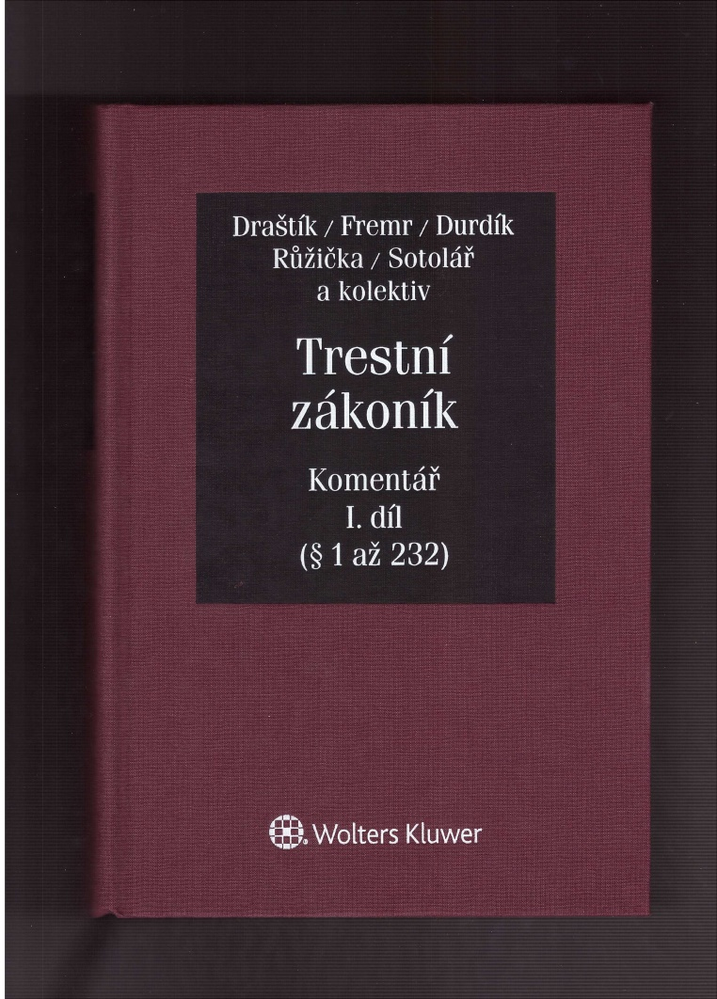 Draštík / Fremr / Durdík
Růžička / Sotolář
a kolektiv
Trestní
zákoník
Komentář
I. díl
(§ 1 až 232)
Wolters Kluwer